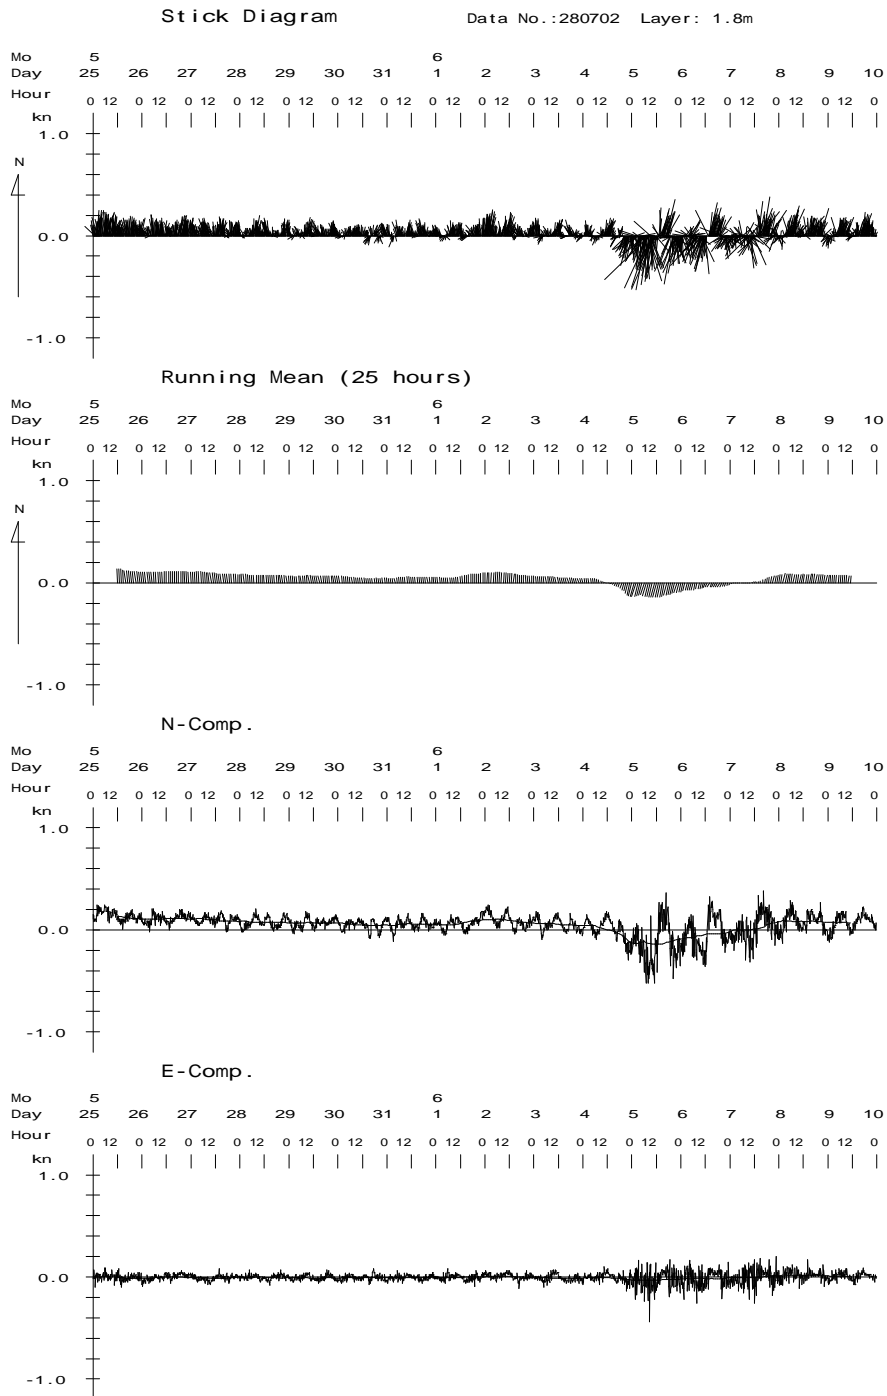 Stick Diagram Data No.:280702 Layer: 1.8m
Mo 5 6
Day 25 26 27 28 29 30 31 1 2 3 4 5 6 7 8 9 10
Hour 0 12 0 12 0 12 0 12 0 12 0 12 0 12 0 12 0 12 0 12 0 12 0 12 0 12 0 12 0 12 0 12 0
kn
1.0
N
0.0
-1.0
Running Mean (25 hours)
Mo 5 6
Day 25 26 27 28 29 30 31 1 2 3 4 5 6 7 8 9 10
Hour 0 12 0 12 0 12 0 12 0 12 0 12 0 12 0 12 0 12 0 12 0 12 0 12 0 12 0 12 0 12 0 12 0
kn
1.0
N
0.0
-1.0
N-Comp.
Mo 5 6
Day 25 26 27 28 29 30 31 1 2 3 4 5 6 7 8 9 10
Hour 0 12 0 12 0 12 0 12 0 12 0 12 0 12 0 12 0 12 0 12 0 12 0 12 0 12 0 12 0 12 0 12 0
kn
1.0
0.0
-1.0
E-Comp.
Mo 5 6
Day 25 26 27 28 29 30 31 1 2 3 4 5 6 7 8 9 10
Hour 0 12 0 12 0 12 0 12 0 12 0 12 0 12 0 12 0 12 0 12 0 12 0 12 0 12 0 12 0 12 0 12 0
kn
1.0
0.0
-1.0